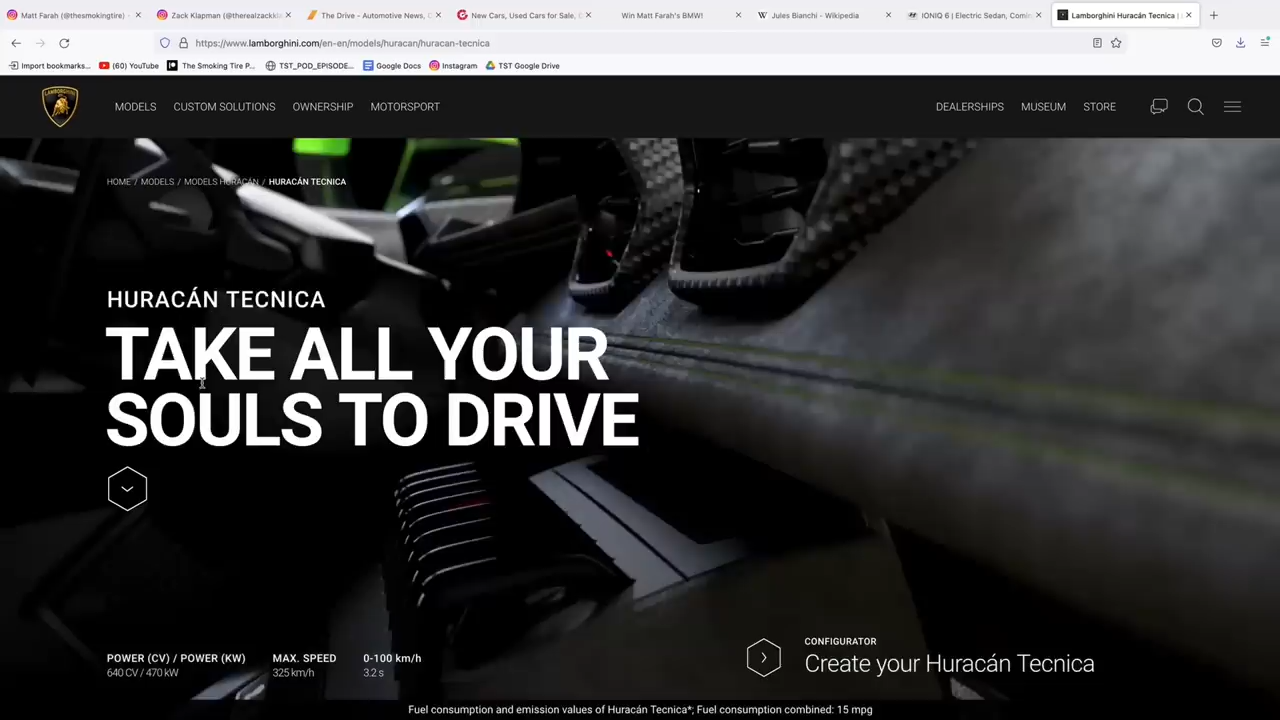 Matt Farah (@thesmokingtire) •
Zack Klapman (@therealzackkl
The Drive - Automotive News, C
New Cars, Used Cars for Sale, C
Win Matt Farah's BMW!
Jules Bianchi - Wikipedia
IONIQ 6 | Electric Sedan, Comin
Lamborghini Huracán Tecnica |
https://www.lamborghini.com/en-en/models/huracan/huracan-tecnica
Import bookmarks...
(60) YouTube
The Smoking Tire P...
TST_POD_EPISODE...
Google Docs
Instagram
TST Google Drive
LAMBORGHINI
MODELS
CUSTOM SOLUTIONS
OWNERSHIP
MOTORSPORT
DEALERSHIPS
MUSEUM
STORE
HOME / MODELS / MODELS HURACÁN / HURACÁN TECNICA
HURACÁN TECNICA
TAKE ALL YOUR
SOULS TO DRIVE
POWER (CV) / POWER (KW)
640 CV / 470 kW
MAX. SPEED
325 km/h
0-100 km/h
3.2 s
CONFIGURATOR
Create your Huracán Tecnica
Fuel consumption and emission values of Huracán Tecnica*; Fuel consumption combined: 15 mpg